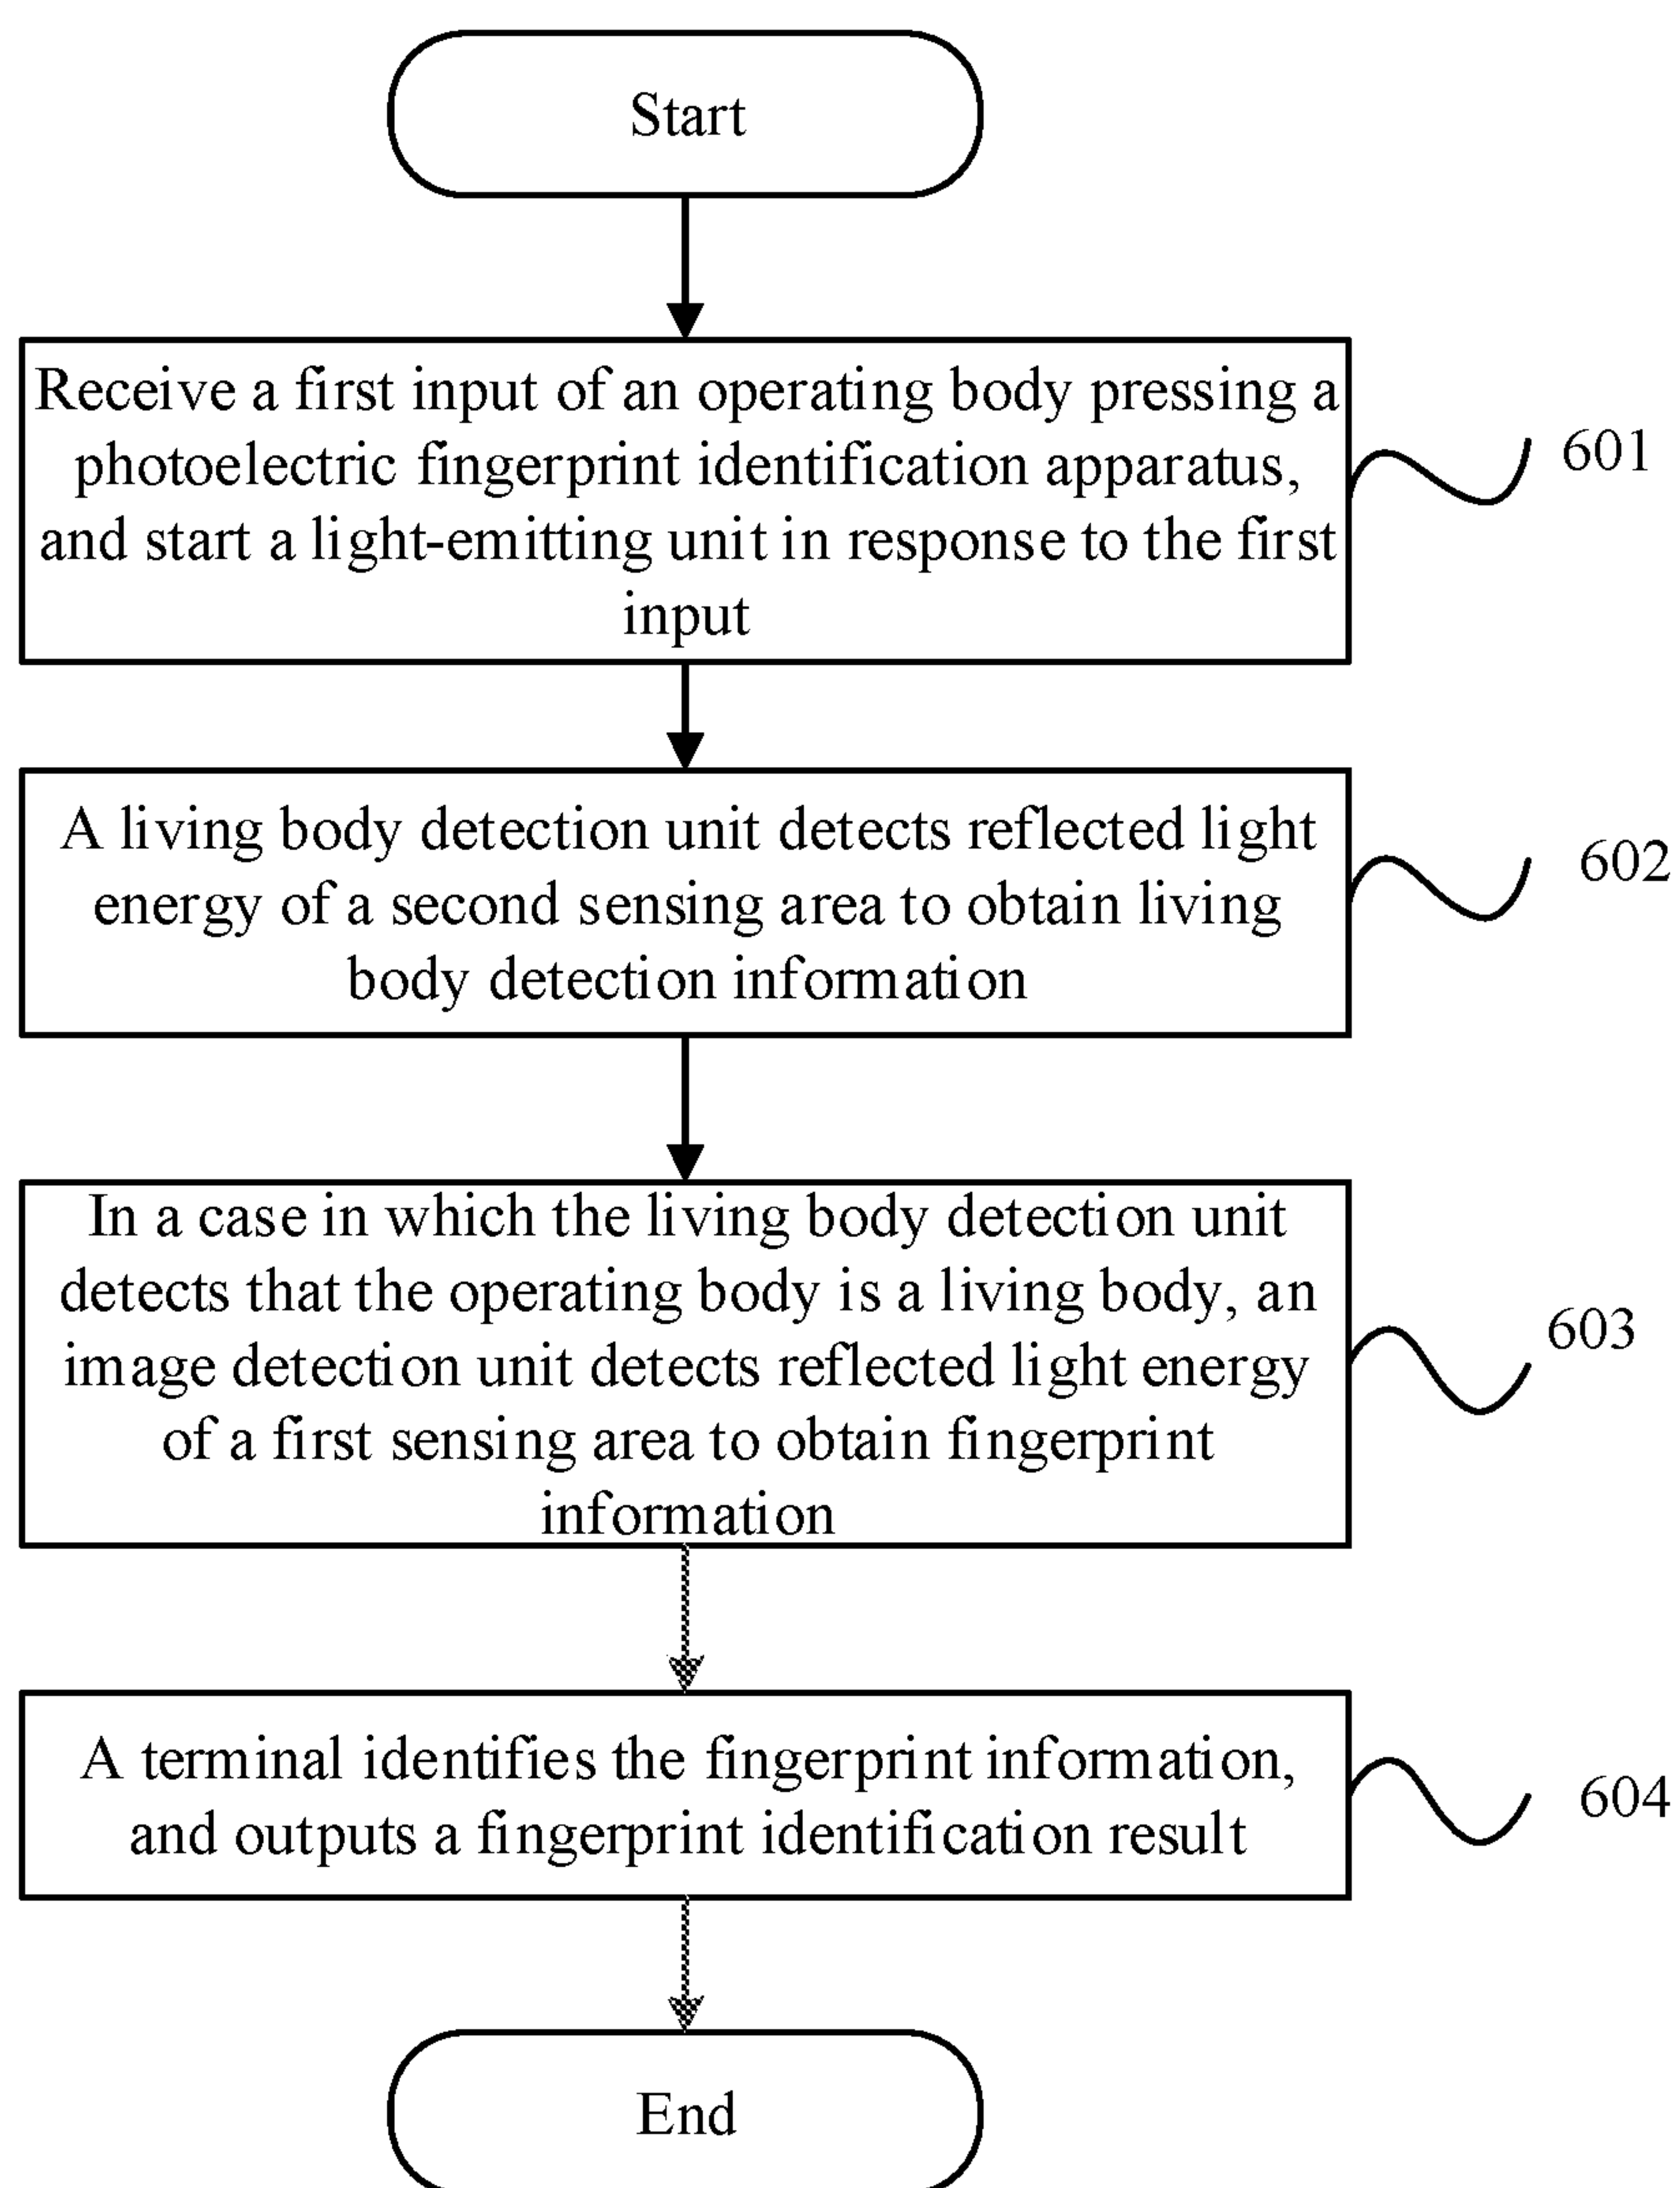 Start
Receive a first input of an operating body pressing a
photoelectric fingerprint identification apparatus,
and start a light-emitting unit in response to the first
input
601
A living body detection unit detects reflected light
energy of a second sensing area to obtain living
body detection information
602
In a case in which the living body detection unit
detects that the operating body is a living body, an
image detection unit detects reflected light energy
of a first sensing area to obtain fingerprint
information
603
A terminal identifies the fingerprint information,
and outputs a fingerprint identification result
604
End